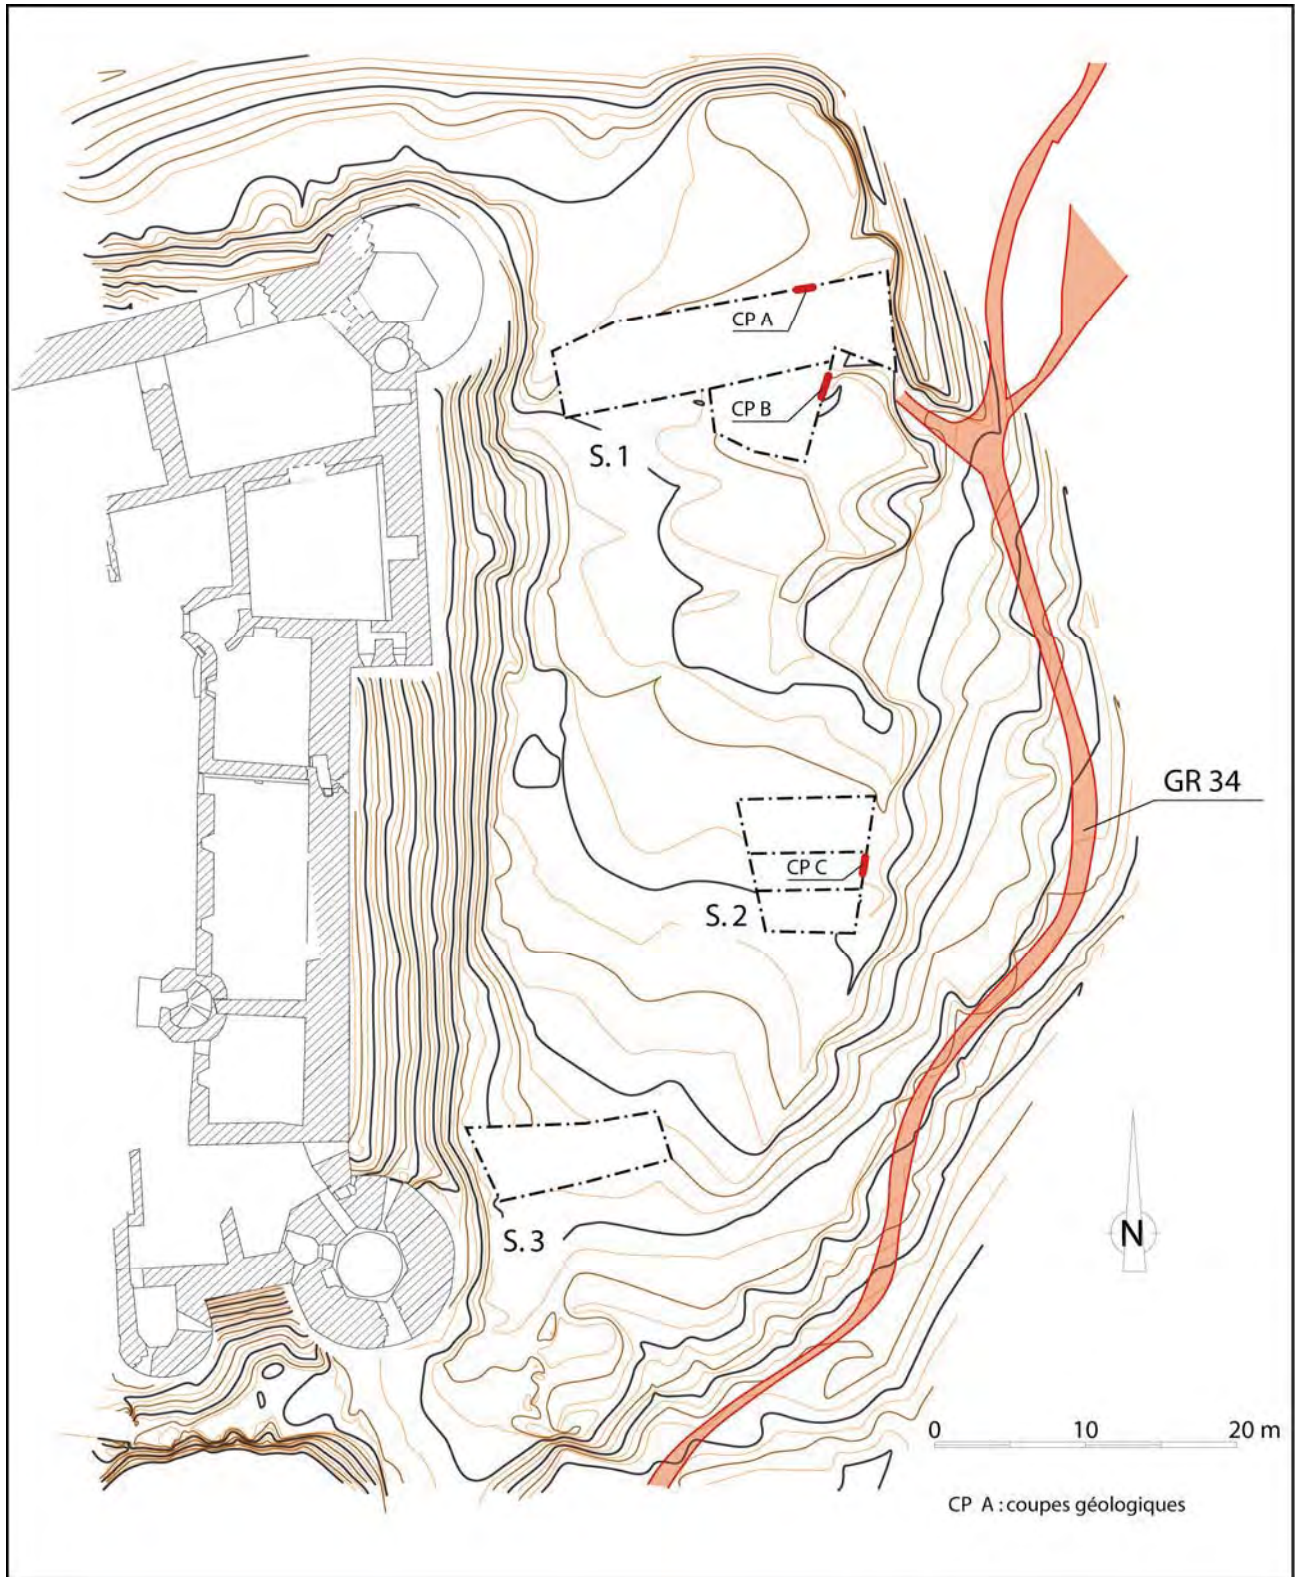 CP A
CP B
S. 1
GR 34
CP C
S. 2
S. 3
N
0 10 20 m
CP A : coupes géologiques